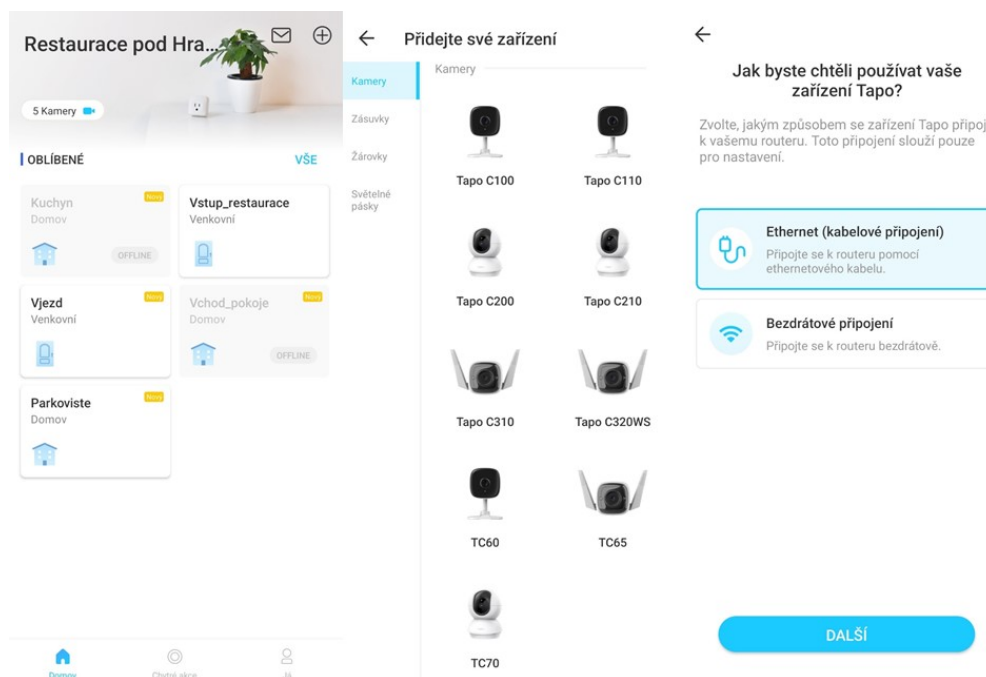 Restaurace pod Hra...
5 Kamery
OBLÍBENÉ
VŠE
Kuchyn
Nový
Domov
OFFLINE
Vstup_restaurace
Venkovní
Vjezd
Nový
Venkovní
Vchod_pokoje
Nový
Domov
OFFLINE
Parkoviste
Nový
Domov
Domov
Chytré akce
Já
Přidejte své zařízení
Kamery
Zásuvky
Žárovky
Světelné
pásky
Kamery
Tapo C100
Tapo C110
Tapo C200
Tapo C210
Tapo C310
Tapo C320WS
TC60
TC65
TC70
Jak byste chtěli používat vaše
zařízení Tapo?
Zvolte, jakým způsobem se zařízení Tapo připoj
k vašemu routeru. Toto připojení slouží pouze
pro nastavení.
Ethernet (kabelové připojení)
Připojte se k routeru pomocí
ethernetového kabelu.
Bezdrátové připojení
Připojte se k routeru bezdrátově.
DALŠÍ